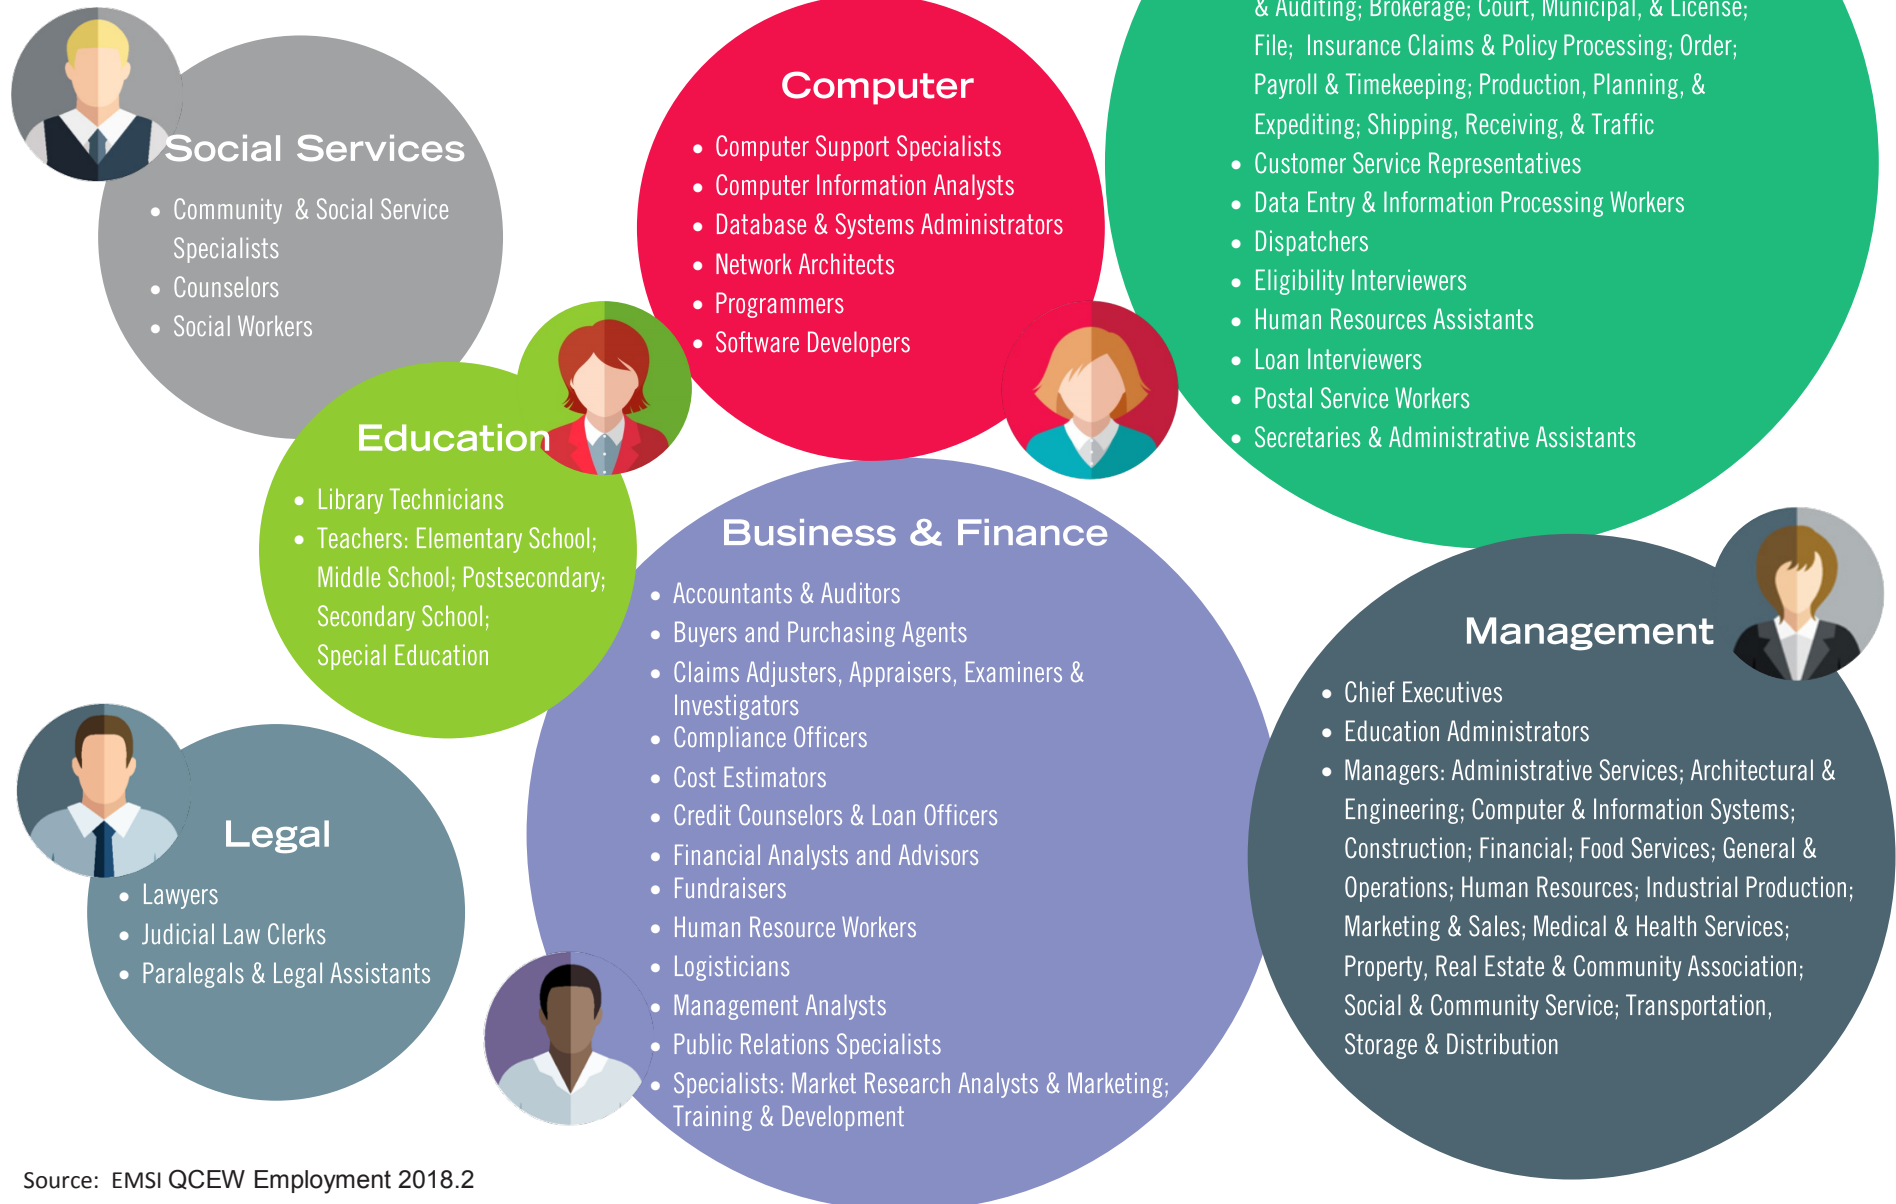 & Auditing; Brokerage; Court, Municipal, & License;
File; Insurance Claims & Policy Processing; Order;
Payroll & Timekeeping; Production, Planning, &
Expediting; Shipping, Receiving, & Traffic
• Customer Service Representatives
• Data Entry & Information Processing Workers
• Dispatchers
• Eligibility Interviewers
• Human Resources Assistants
• Loan Interviewers
• Postal Service Workers
• Secretaries & Administrative Assistants
Computer
• Computer Support Specialists
• Computer Information Analysts
• Database & Systems Administrators
• Network Architects
• Programmers
• Software Developers
Social Services
• Community & Social Service
Specialists
• Counselors
• Social Workers
Education
• Library Technicians
• Teachers: Elementary School;
Middle School; Postsecondary;
Secondary School;
Special Education
Business & Finance
• Accountants & Auditors
• Buyers and Purchasing Agents
• Claims Adjusters, Appraisers, Examiners &
Investigators
• Compliance Officers
• Cost Estimators
• Credit Counselors & Loan Officers
• Financial Analysts and Advisors
• Fundraisers
• Human Resource Workers
• Logisticians
• Management Analysts
• Public Relations Specialists
• Specialists: Market Research Analysts & Marketing;
Training & Development
Management
• Chief Executives
• Education Administrators
• Managers: Administrative Services; Architectural &
Engineering; Computer & Information Systems;
Construction; Financial; Food Services; General &
Operations; Human Resources; Industrial Production;
Marketing & Sales; Medical & Health Services;
Property, Real Estate & Community Association;
Social & Community Service; Transportation,
Storage & Distribution
Legal
• Lawyers
• Judicial Law Clerks
• Paralegals & Legal Assistants
Source: EMSI QCEW Employment 2018.2